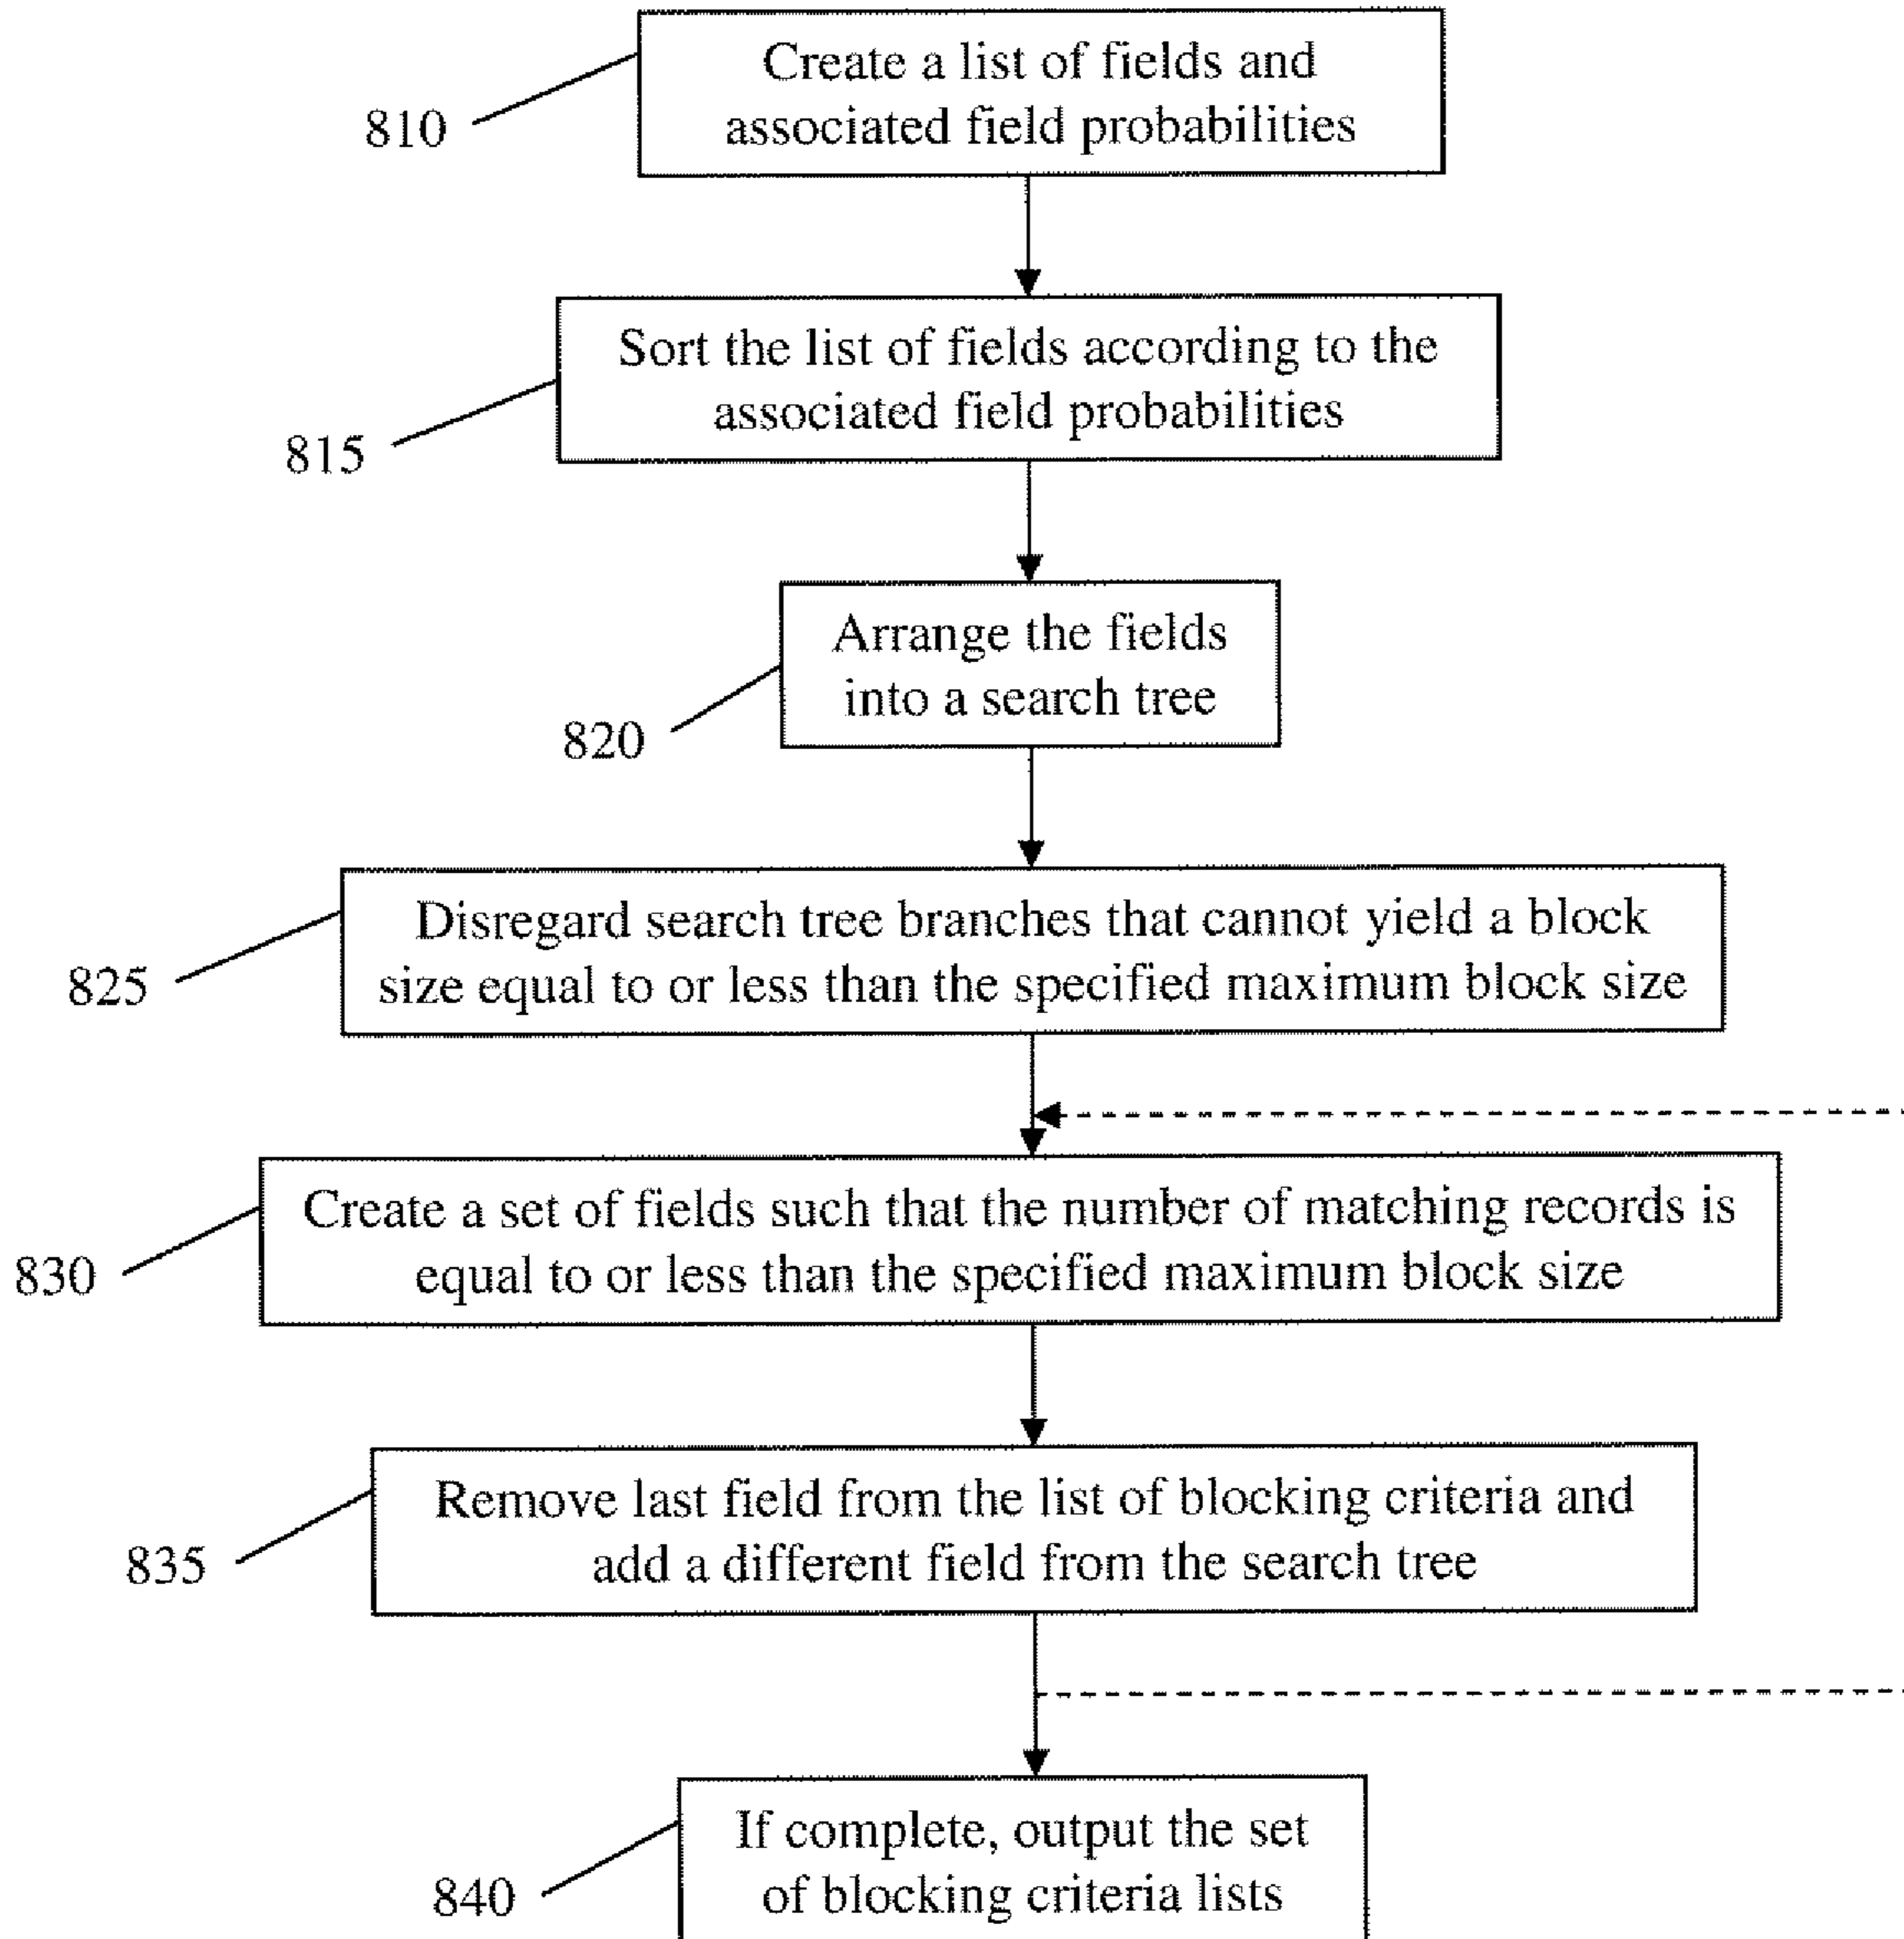 Create a list of fields and
associated field probabilities
810
Sort the list of fields according to the
associated field probabilities
815
Arrange the fields
into a search tree
820
Disregard search tree branches that cannot yield a block
size equal to or less than the specified maximum block size
825
Create a set of fields such that the number of matching records is
equal to or less than the specified maximum block size
830
Remove last field from the list of blocking criteria and
add a different field from the search tree
835
If complete, output the set
of blocking criteria lists
840